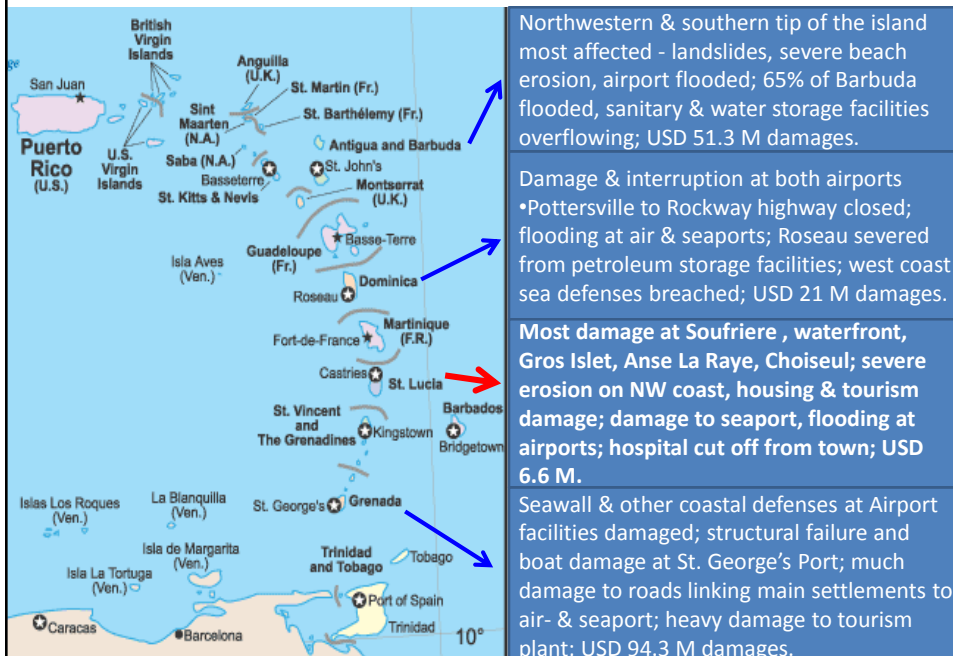 British
Virgin
Islands
Anguilla
(U.K.)
San Juan
St. Martin (Fr.)
Sint
Maarten
(N.A.)
St. Barthélemy (Fr.)
Puerto
Rico
(U.S.)
U.S.
Virgin
Islands
Saba (N.A.)
Antigua and Barbuda
St. John's
Basseterre
St. Kitts & Nevis
Montserrat
(U.K.)
Guadeloupe
(Fr.)
Basse-Terre
Isla Aves
(Ven.)
Dominica
Roseau
Martinique
(F.R.)
Fort-de-France
Castries
St. Lucia
St. Vincent
and
The Grenadines
Kingstown
Barbados
Bridgetown
Islas Los Roques
(Ven.)
La Blanquilla
(Ven.)
St. George's
Grenada
Isla de Margarita
(Ven.)
Isla La Tortuga
(Ven.)
Trinidad
and Tobago
Tobago
Port of Spain
Trinidad
Caracas
Barcelona
10°
Northwestern & southern tip of the island
most affected - landslides, severe beach
erosion, airport flooded; 65% of Barbuda
flooded, sanitary & water storage facilities
overflowing; USD 51.3 M damages.
Damage & interruption at both airports
•Pottersville to Rockway highway closed;
flooding at air & seaports; Roseau severed
from petroleum storage facilities; west coast
sea defenses breached; USD 21 M damages.
Most damage at Soufriere , waterfront,
Gros Islet, Anse La Raye, Choiseul; severe
erosion on NW coast, housing & tourism
damage; damage to seaport, flooding at
airports; hospital cut off from town; USD
6.6 M.
Seawall & other coastal defenses at Airport
facilities damaged; structural failure and
boat damage at St. George's Port; much
damage to roads linking main settlements to
air- & seaport; heavy damage to tourism
plant; USD 94.3 M damages.